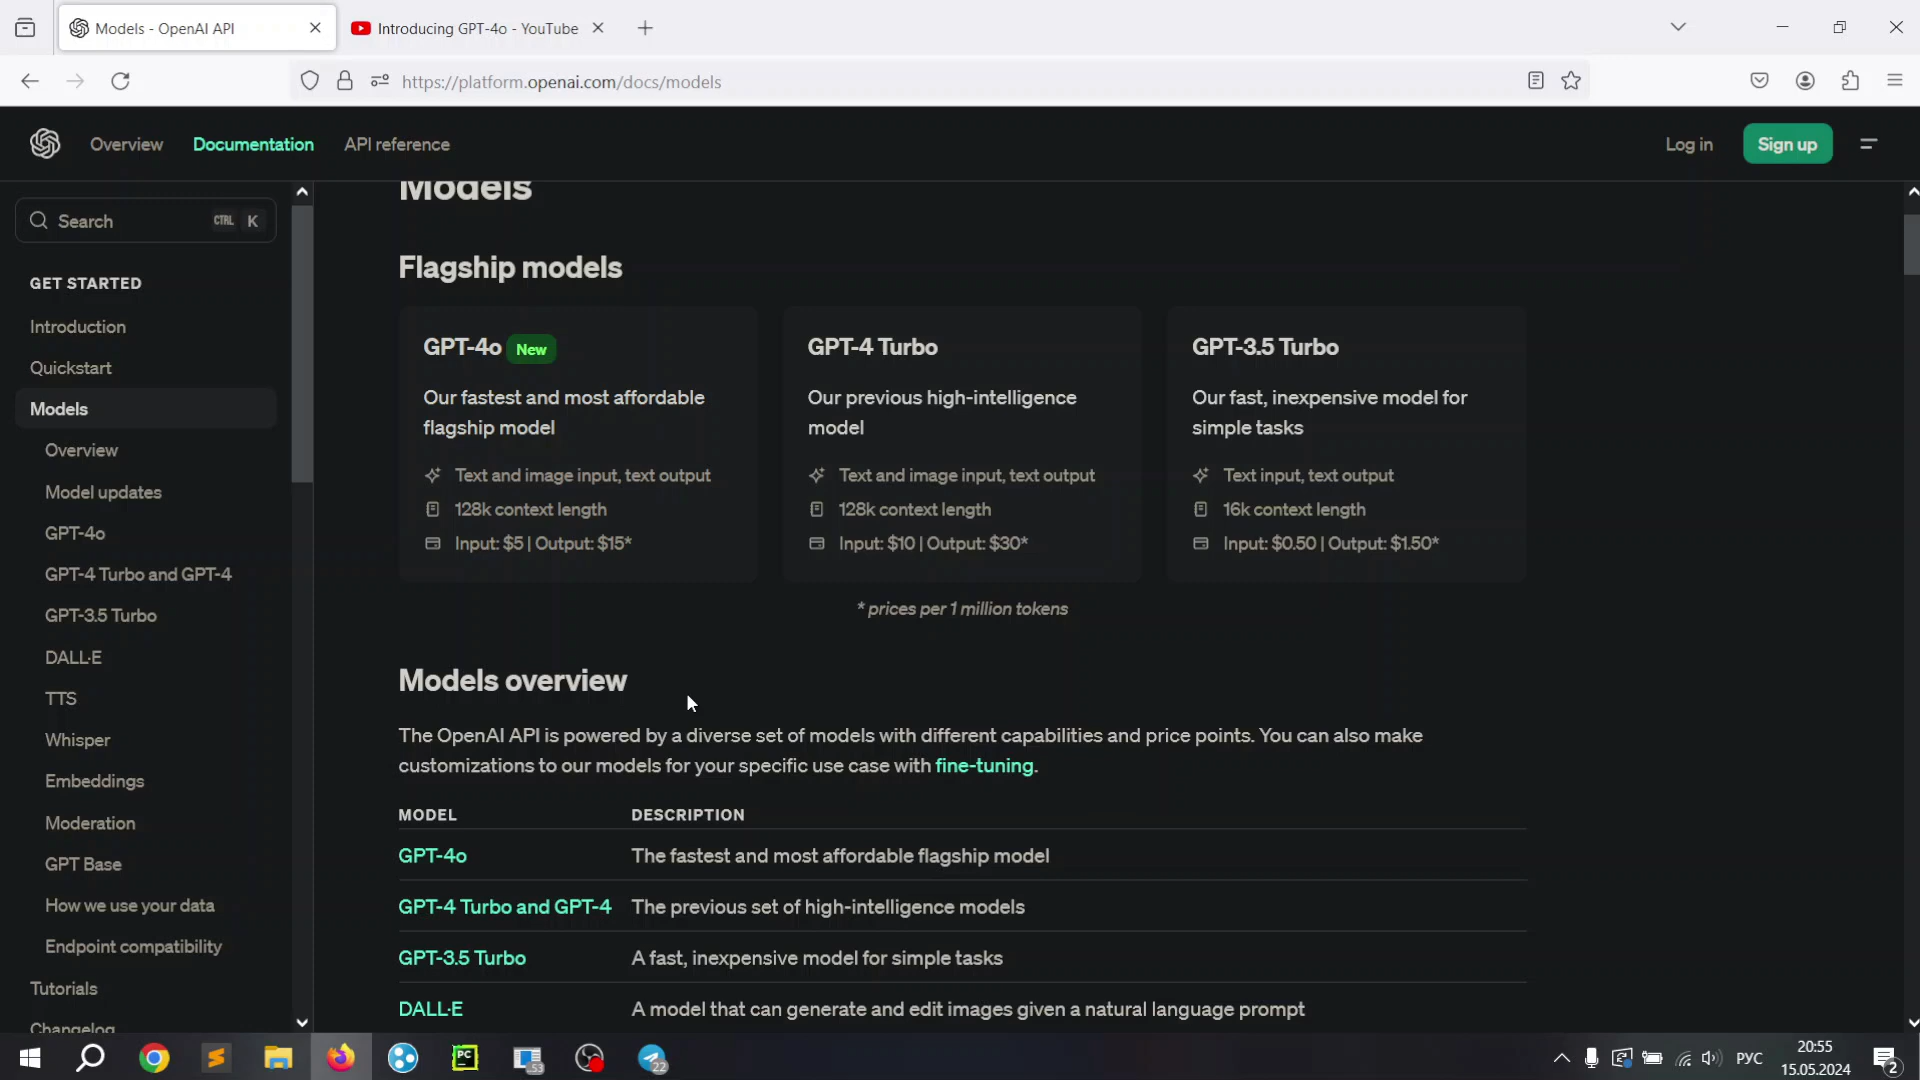 Models - OpenAI API
Introducing GPT-4o - YouTube
https://platform.openai.com/docs/models
Overview
Documentation
API reference
Log in
Sign up
Search
CTRL K
GET STARTED
Introduction
Quickstart
Models
Overview
Model updates
GPT-4o
GPT-4 Turbo and GPT-4
GPT-3.5 Turbo
DALL·E
TTS
Whisper
Embeddings
Moderation
GPT Base
How we use your data
Endpoint compatibility
Tutorials
Changelog
Models
Flagship models
GPT-4o New
Our fastest and most affordable
flagship model
Text and image input, text output
128k context length
Input: $5 | Output: $15*
GPT-4 Turbo
Our previous high-intelligence
model
Text and image input, text output
128k context length
Input: $10 | Output: $30*
GPT-3.5 Turbo
Our fast, inexpensive model for
simple tasks
Text input, text output
16k context length
Input: $0.50 | Output: $1.50*
* prices per 1 million tokens
Models overview
The OpenAI API is powered by a diverse set of models with different capabilities and price points. You can also make
customizations to our models for your specific use case with fine-tuning.
MODEL DESCRIPTION
GPT-4o The fastest and most affordable flagship model
GPT-4 Turbo and GPT-4 The previous set of high-intelligence models
GPT-3.5 Turbo A fast, inexpensive model for simple tasks
DALL·E A model that can generate and edit images given a natural language prompt
PC
53
22
РУС
20:55
15.05.2024
2